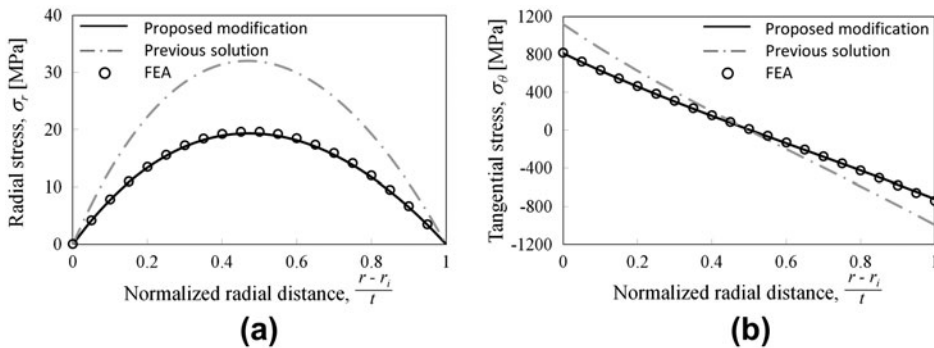 40
30
20
10
0
Radial stress, σr [MPa]
Proposed modification
Previous solution
FEA
0 0.2 0.4 0.6 0.8 1
Normalized radial distance, r - ri / t
(a)
1200
800
400
0
-400
-800
-1200
Tangential stress, σθ [MPa]
Proposed modification
Previous solution
FEA
0 0.2 0.4 0.6 0.8 1
Normalized radial distance, r - ri / t
(b)